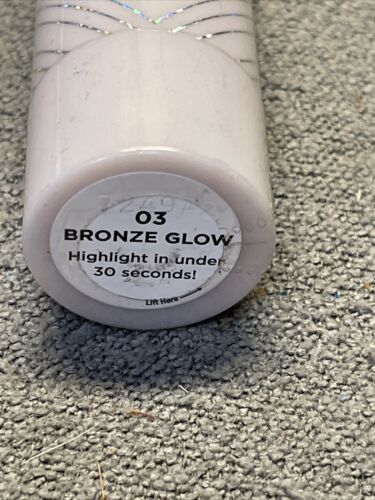 03
BRONZE GLOW
Highlight in under
30 seconds!
Lift Here